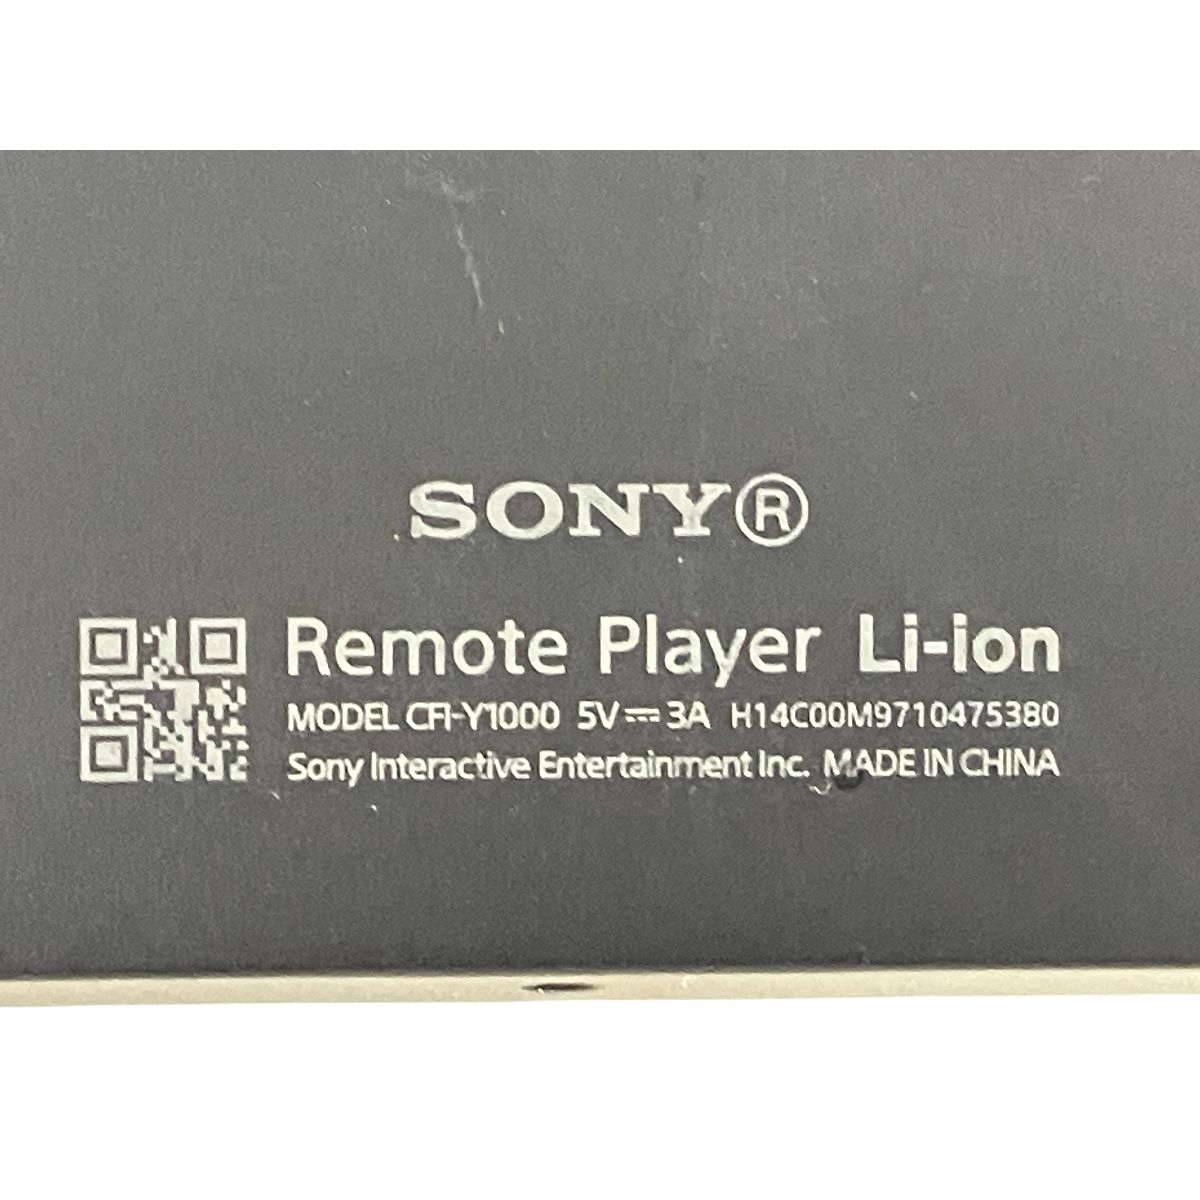 SONY®
Remote Player Li-ion
MODEL CFI-Y1000 5V⎓3A H14C00M9710475380
Sony Interactive Entertainment Inc. MADE IN CHINA